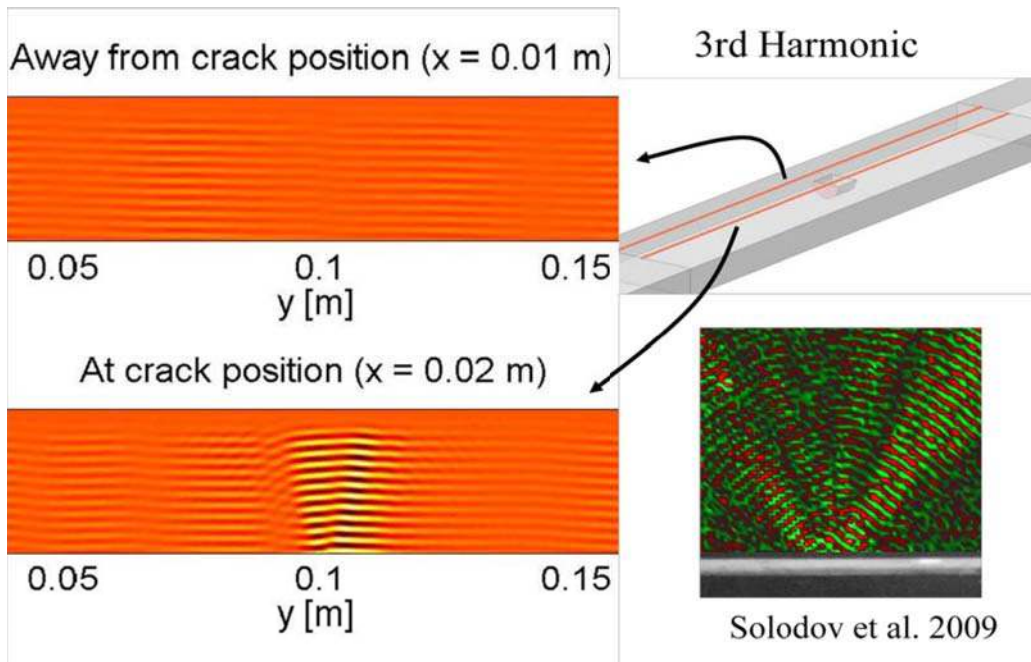 Away from crack position (x = 0.01 m)
3rd Harmonic
0.05 0.1 0.15
y [m]
At crack position (x = 0.02 m)
0.05 0.1 0.15
y [m]
Solodov et al. 2009